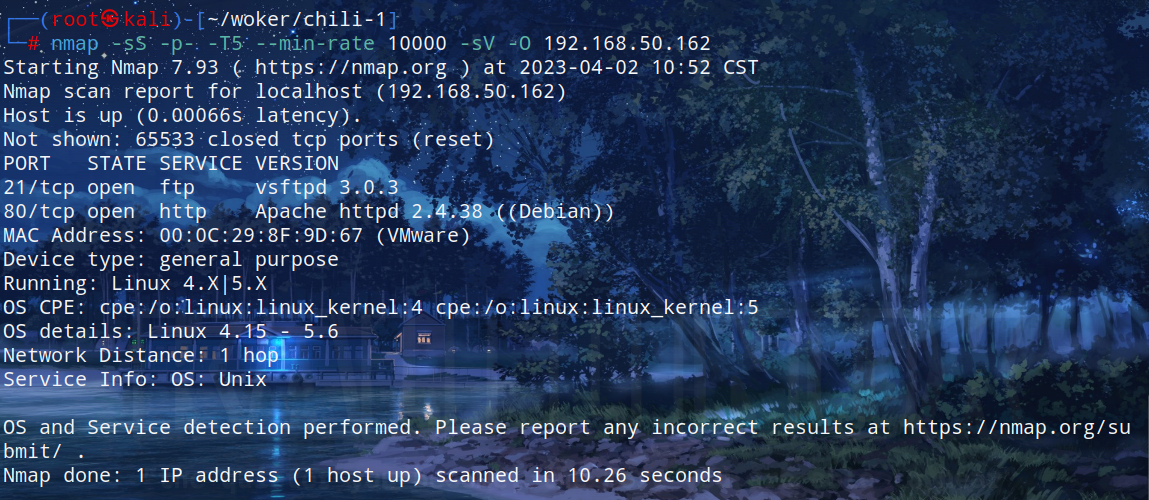 ┌──(root㉿kali)-[~/woker/chili-1]
└─# nmap -sS -p- -T5 --min-rate 10000 -sV -O 192.168.50.162
Starting Nmap 7.93 ( https://nmap.org ) at 2023-04-02 10:52 CST
Nmap scan report for localhost (192.168.50.162)
Host is up (0.00066s latency).
Not shown: 65533 closed tcp ports (reset)
PORT   STATE SERVICE VERSION
21/tcp open  ftp     vsftpd 3.0.3
80/tcp open  http    Apache httpd 2.4.38 ((Debian))
MAC Address: 00:0C:29:8F:9D:67 (VMware)
Device type: general purpose
Running: Linux 4.X|5.X
OS CPE: cpe:/o:linux:linux_kernel:4 cpe:/o:linux:linux_kernel:5
OS details: Linux 4.15 - 5.6
Network Distance: 1 hop
Service Info: OS: Unix
OS and Service detection performed. Please report any incorrect results at https://nmap.org/su
bmit/ .
Nmap done: 1 IP address (1 host up) scanned in 10.26 seconds